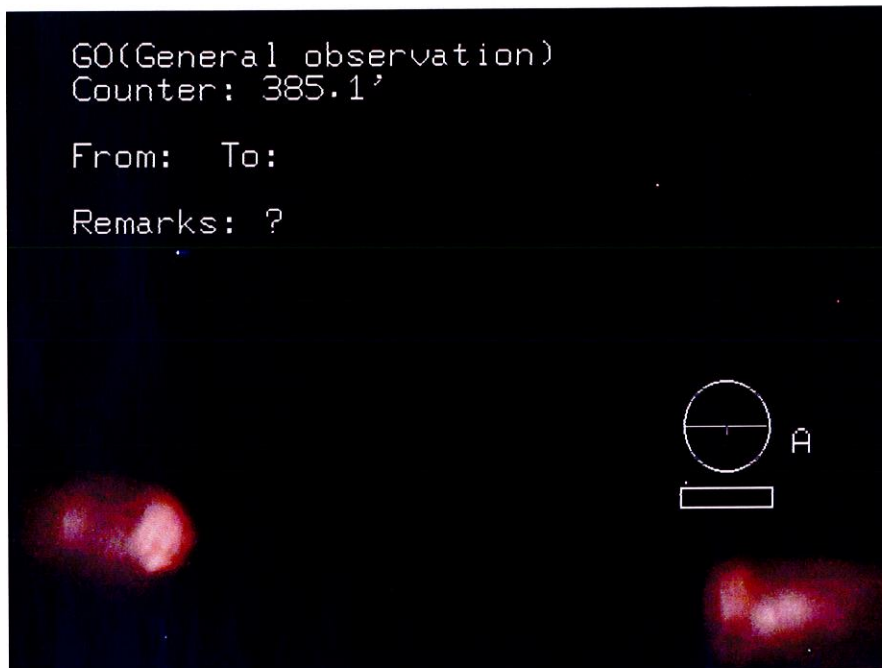 GO(General observation)
Counter: 385.1'
From: To:
Remarks: ?
A